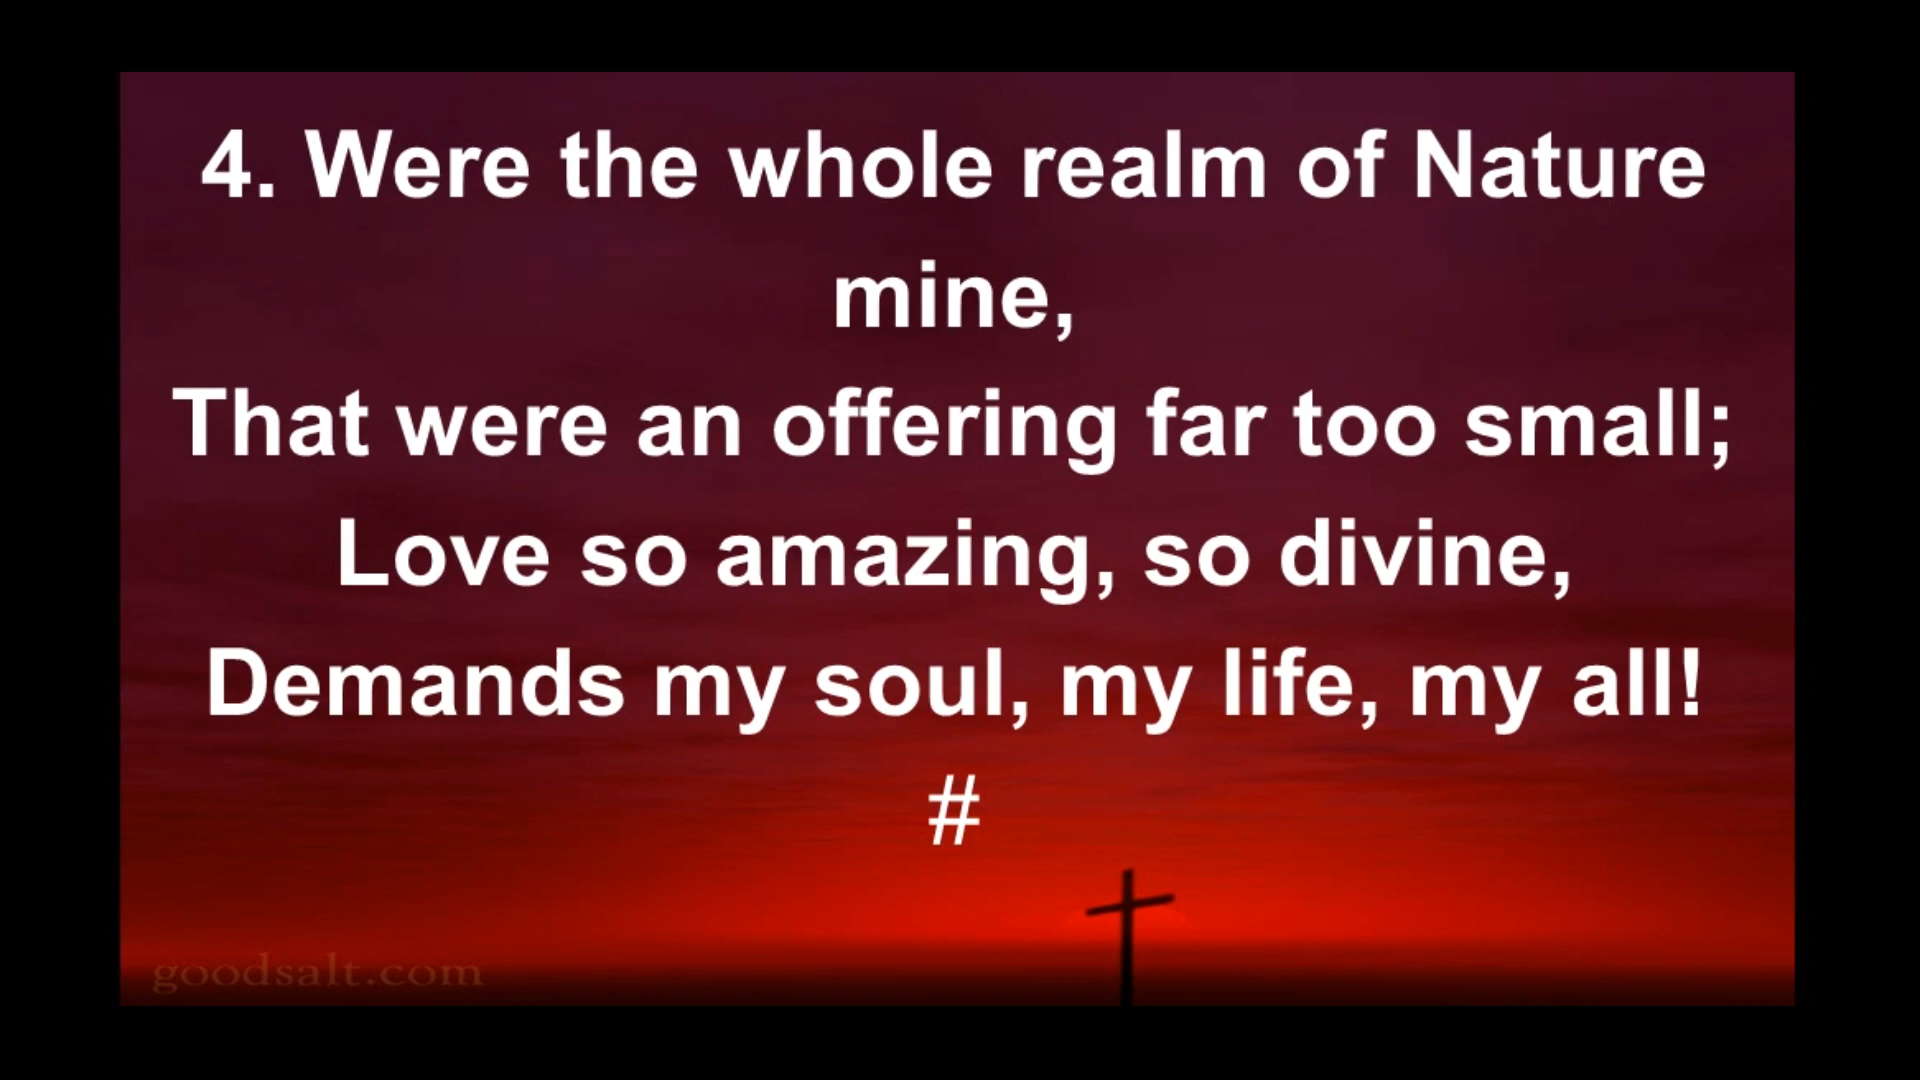 4. Were the whole realm of Nature
mine,
That were an offering far too small;
Love so amazing, so divine,
Demands my soul, my life, my all!
#
goodsalt.com